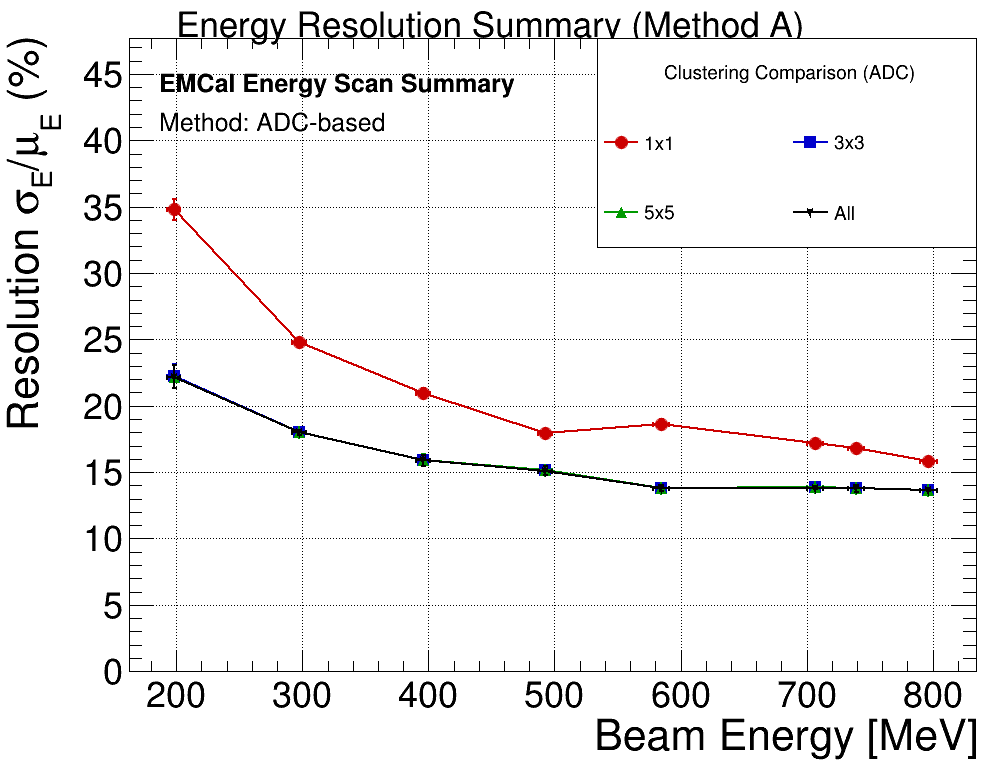 Energy Resolution Summary (Method A)
Resolution σE/μE (%)
45
40
35
30
25
20
15
10
5
0
EMCal Energy Scan Summary
Method: ADC-based
Clustering Comparison (ADC)
1x1
3x3
5x5
All
200 300 400 500 600 700 800
Beam Energy [MeV]